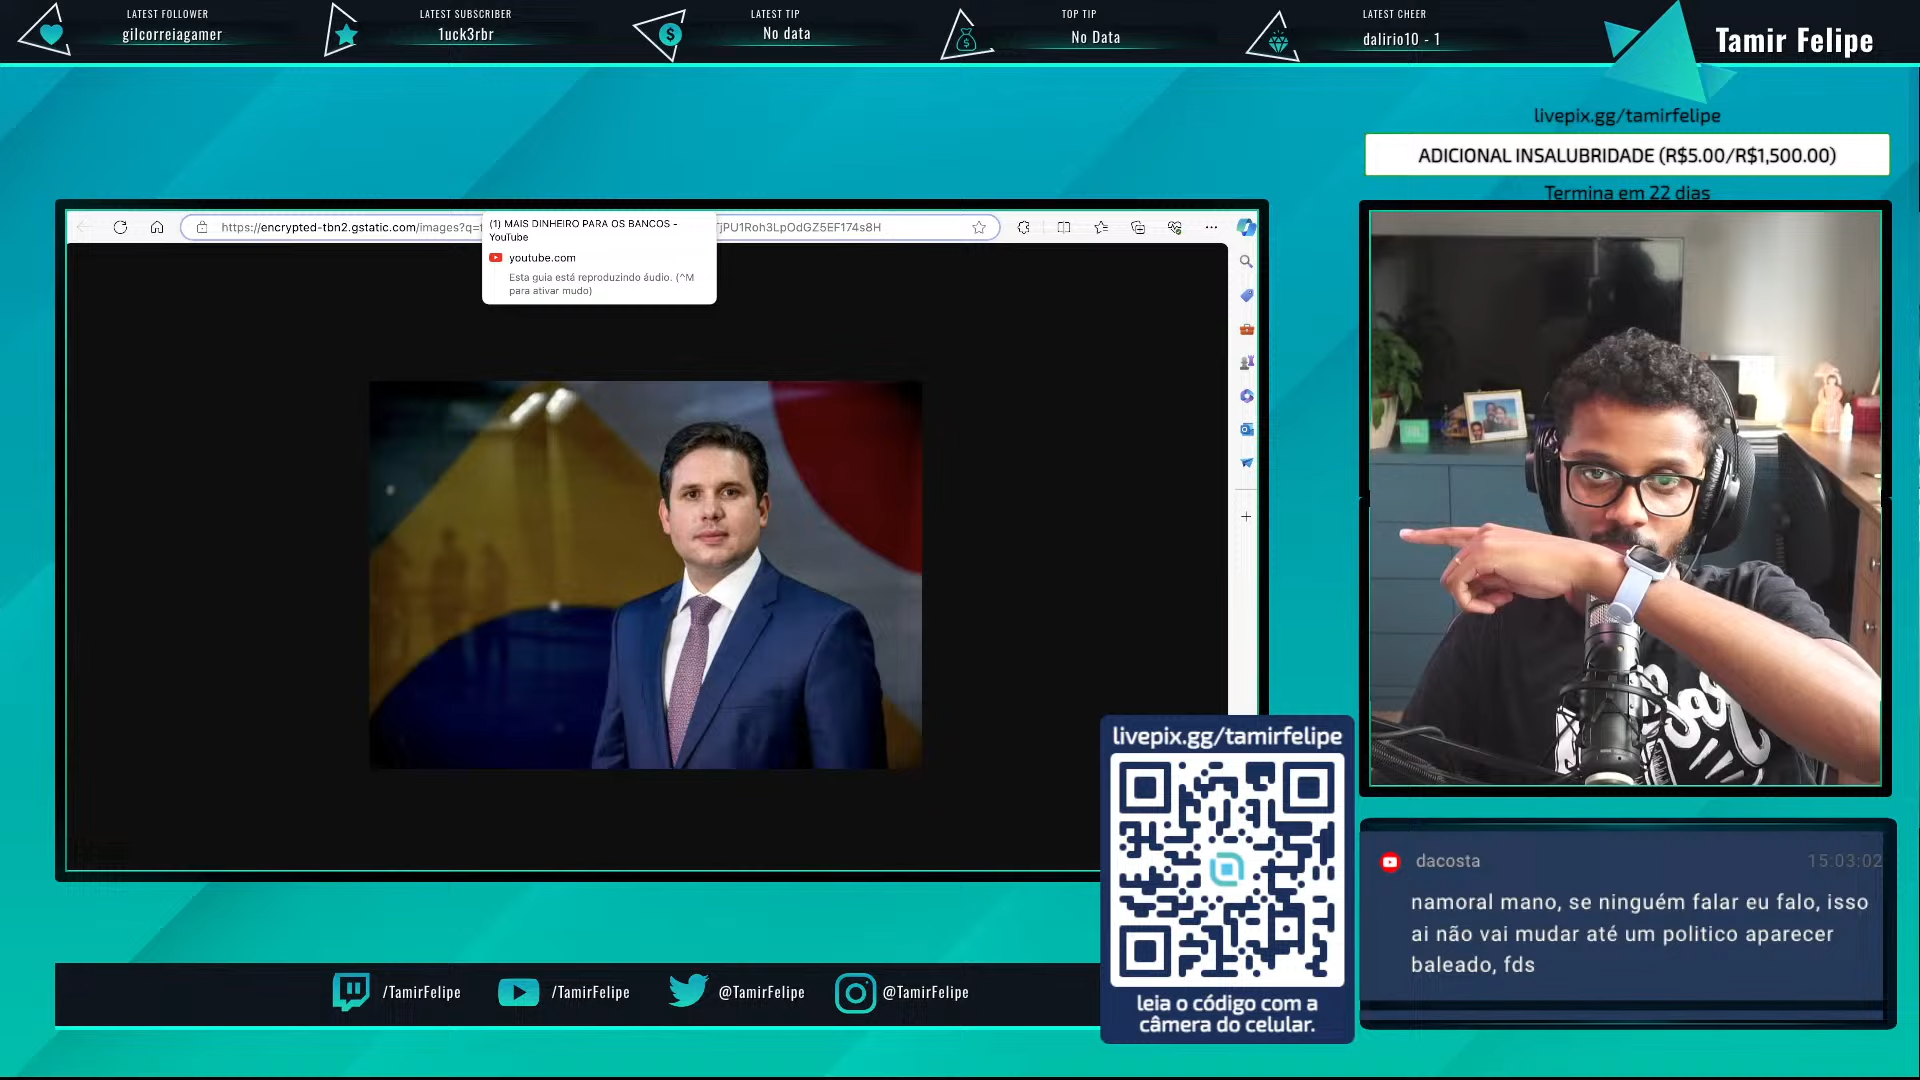 LATEST FOLLOWER
gilcorreiagamer
LATEST SUBSCRIBER
1uck3rbr
LATEST TIP
No data
TOP TIP
No Data
LATEST CHEER
dalirio10 - 1
Tamir Felipe
livepix.gg/tamirfelipe
ADICIONAL INSALUBRIDADE (R$5.00/R$1,500.00)
Termina em 22 dias
https://encrypted-tbn2.gstatic.com/images?q=t
jPU1Roh3LpOdGZ5EF174s8H
(1) MAIS DINHEIRO PARA OS BANCOS -
YouTube
youtube.com
Esta guia está reproduzindo áudio. (^M
para ativar mudo)
livepix.gg/tamirfelipe
leia o código com a
câmera do celular.
dacosta
15:03:02
namoral mano, se ninguém falar eu falo, isso
ai não vai mudar até um politico aparecer
baleado, fds
/TamirFelipe
/TamirFelipe
@TamirFelipe
@TamirFelipe